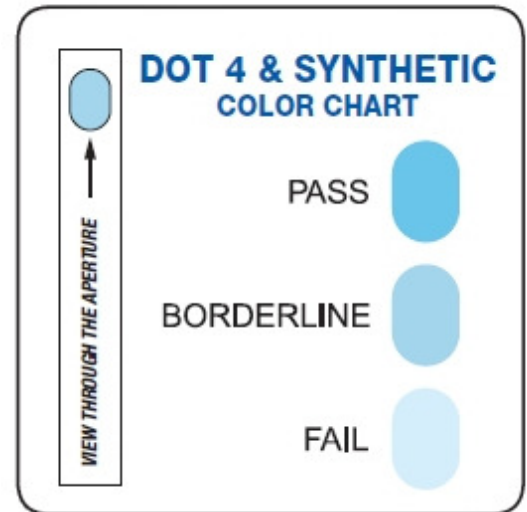 DOT 4 & SYNTHETIC
COLOR CHART
VIEW THROUGH THE APERTURE
PASS
BORDERLINE
FAIL